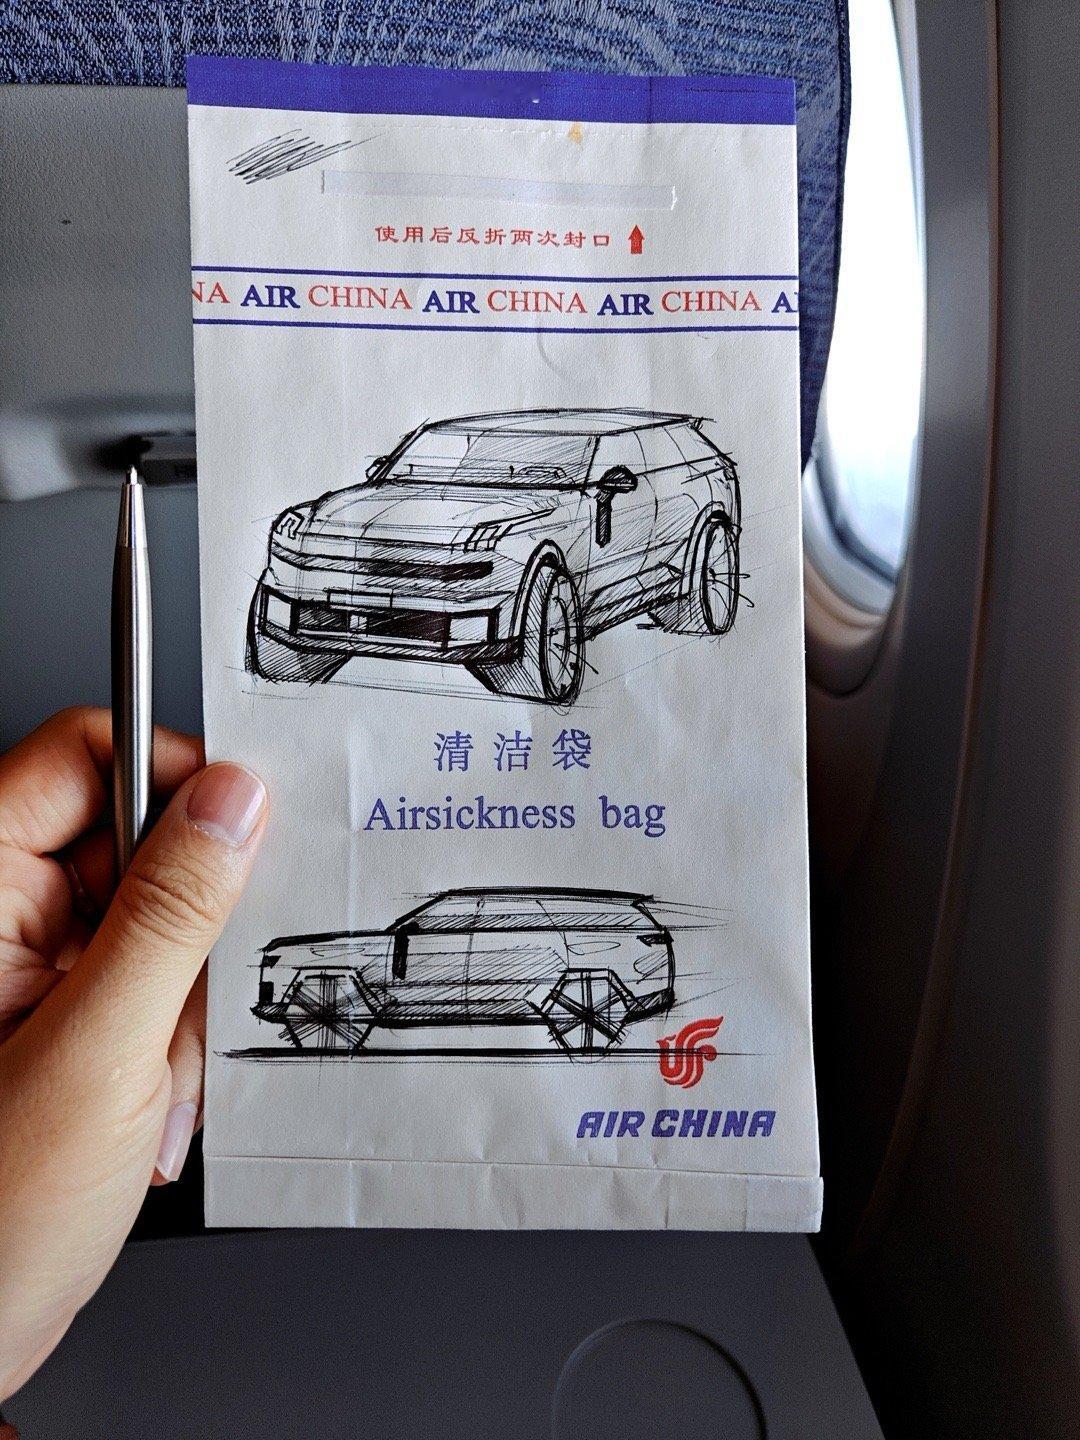 使用后反折两次封口
NA AIR CHINA AIR CHINA AIR CHINA A
清洁袋
Airsickness bag
AIR CHINA